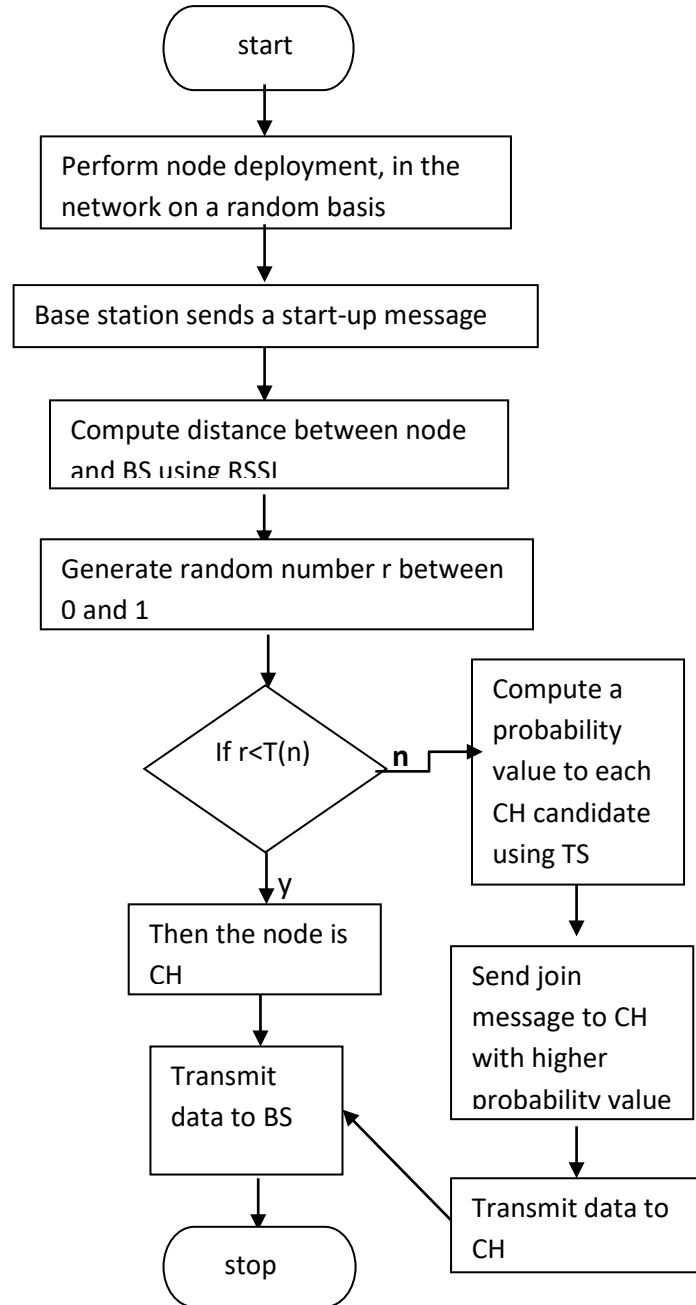 start
Perform node deployment, in the
network on a random basis
Base station sends a start-up message
Compute distance between node
and BS using RSSI
Generate random number r between
0 and 1
If r<T(n)
n
y
Compute a
probability
value to each
CH candidate
using TS
Then the node is
CH
Send join
message to CH
with higher
probability value
Transmit
data to BS
Transmit data to
CH
stop